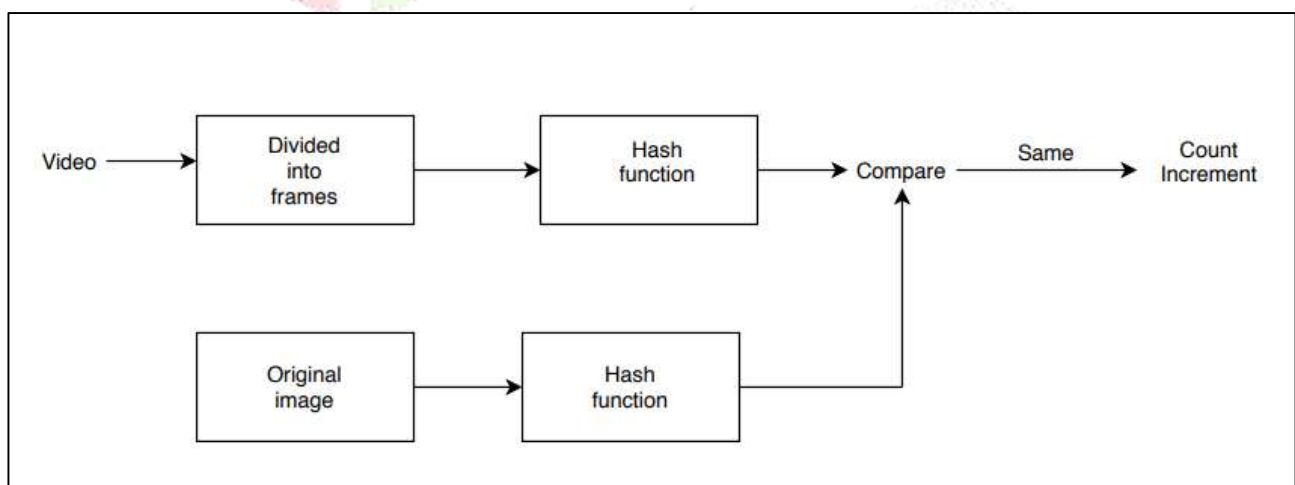 Video
Divided
into
frames
Hash
function
Compare
Same
Count
Increment
Original
image
Hash
function